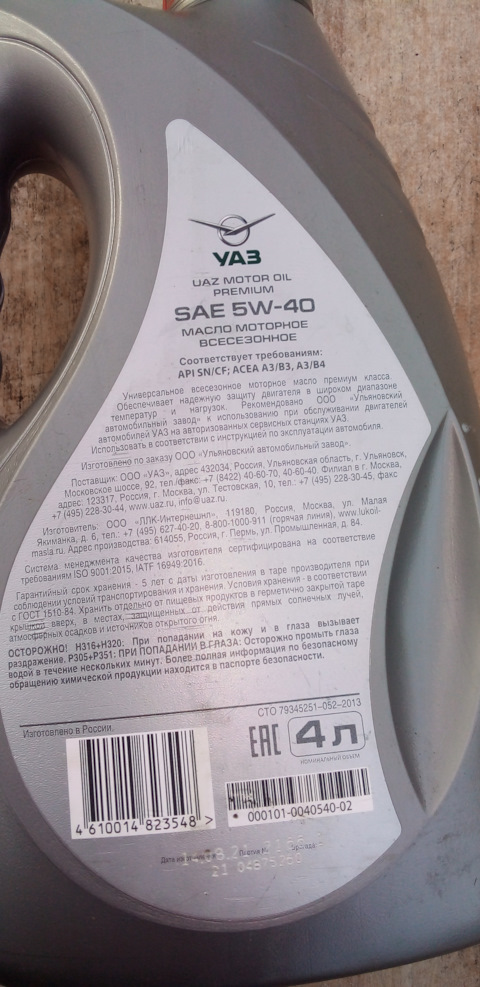 УАЗ
UAZ MOTOR OIL
PREMIUM
SAE 5W-40
МАСЛО МОТОРНОЕ
ВСЕСЕЗОННОЕ
Соответствует требованиям:
API SN/CF; ACEA A3/B3, A3/B4
Универсальное всесезонное моторное масло премиум класса.
Обеспечивает надежную защиту двигателя в широком диапазоне
температур и нагрузок. Рекомендовано ООО «Ульяновский
автомобильный завод» к использованию при обслуживании двигателей
автомобилей УАЗ на авторизованных сервисных станциях УАЗ.
Использовать в соответствии с инструкцией по эксплуатации автомобиля.
Изготовлено по заказу ООО «Ульяновский автомобильный завод».
Поставщик: ООО «УАЗ», адрес 432034, Россия, Ульяновская область, г. Ульяновск,
Московское шоссе, 92, тел./факс: +7 (8422) 40-60-70, 40-60-40. Филиал в г. Москва,
адрес: 123317, Россия, г. Москва, ул. Тестовская, 10, тел.: +7 (495) 228-30-45, факс
+7 (495) 228-30-44, www.uaz.ru, info@uaz.ru.
Изготовитель: ООО «ЛЛК-Интернешнл», 119180, Россия, г. Москва, ул. Малая
Якиманка, д. 6, тел.: +7 (495) 627-40-20, 8-800-1000-911 (горячая линия), www.lukoil-
masla.ru. Адрес производства: 614055, Россия, г. Пермь, ул. Промышленная, д. 84.
Система менеджмента качества изготовителя сертифицирована на соответствие
требованиям ISO 9001:2015, IATF 16949:2016.
Гарантийный срок хранения - 5 лет с даты изготовления в таре производителя при
соблюдении условий транспортирования и хранения. Условия хранения - в соответствии
с ГОСТ 1510-84. Хранить отдельно от пищевых продуктов в герметично закрытой таре
крышкой вверх, в местах, защищенных от действия прямых солнечных лучей,
атмосферных осадков и источников открытого огня.
ОСТОРОЖНО! H316+H320: При попадании на кожу и в глаза вызывает
раздражение. P305+P351: ПРИ ПОПАДАНИИ В ГЛАЗА: Осторожно промыть глаза
водой в течение нескольких минут. Более полная информация по безопасному
обращению химической продукции находится в паспорте безопасности.
СТО 79345251-052-2013
Изготовлено в России.
EAC
4 л
НОМИНАЛЬНЫЙ ОБЪЕМ
4 610014 823548 >
* 000101-0040540-02
Дата
Партия
21 04875260